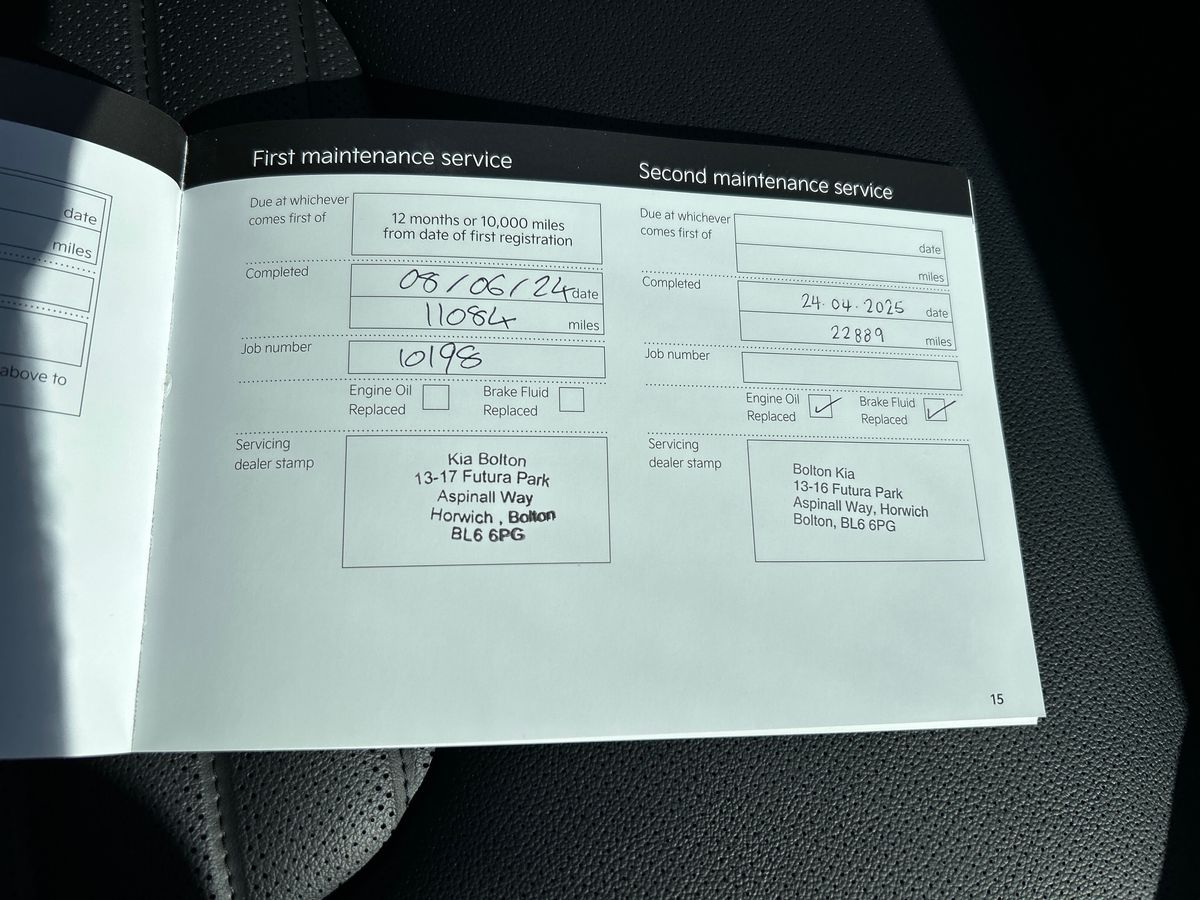 date
miles
above to
First maintenance service
Due at whichever
comes first of
12 months or 10,000 miles
from date of first registration
Completed
08/06/24 date
11084 miles
Job number
10198
Engine Oil
Replaced
Brake Fluid
Replaced
Servicing
dealer stamp
Kia Bolton
13-17 Futura Park
Aspinall Way
Horwich , Bolton
BL6 6PG
Second maintenance service
Due at whichever
comes first of
date
miles
Completed
24.04.2025 date
22889 miles
Job number
Engine Oil
Replaced
Brake Fluid
Replaced
Servicing
dealer stamp
Bolton Kia
13-16 Futura Park
Aspinall Way, Horwich
Bolton, BL6 6PG
15